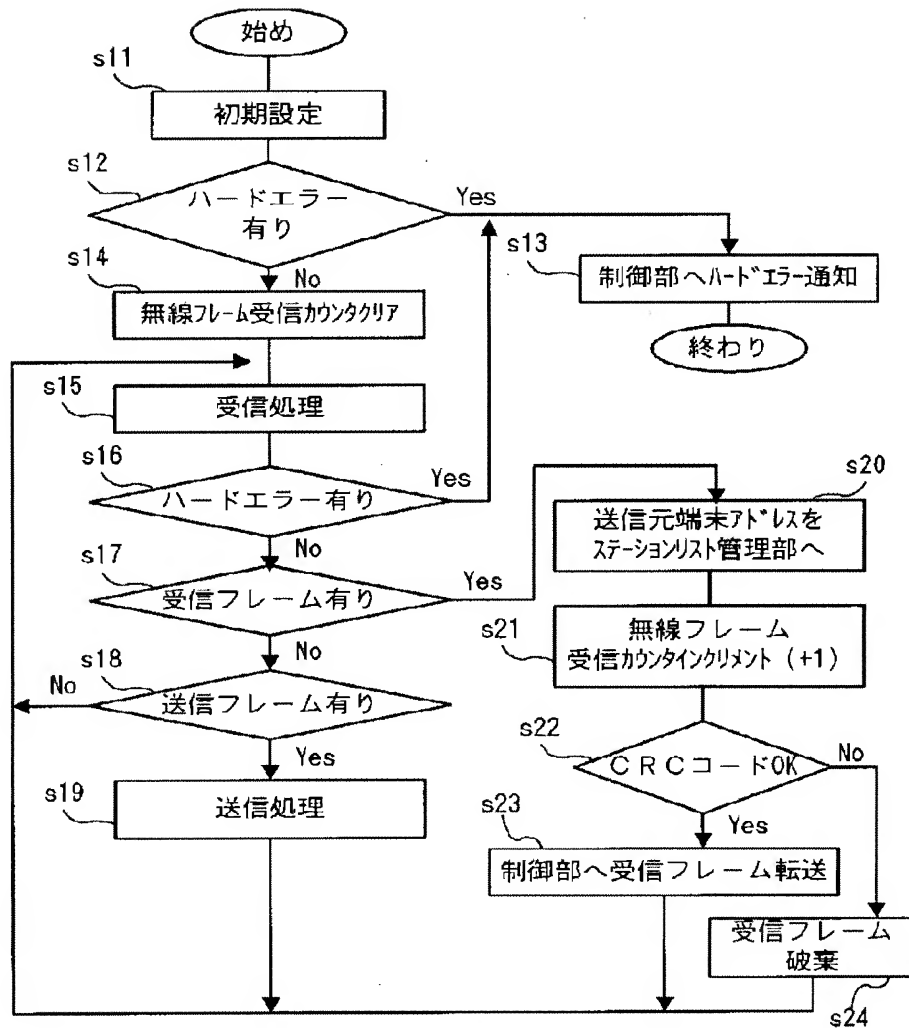 始め
s11
初期設定
s12
ハードエラー
有り
Yes
s13
制御部へハードエラー通知
終わり
s14
No
無線フレーム受信カウンタクリア
s15
受信処理
s16
ハードエラー有り
Yes
No
s17
受信フレーム有り
Yes
No
s18
No
送信フレーム有り
Yes
s19
送信処理
s20
送信元端末アドレスを
ステーションリスト管理部へ
s21
無線フレーム
受信カウンタインクリメント (+1)
s22
CRCコードOK
No
Yes
s23
制御部へ受信フレーム転送
受信フレーム
破棄
s24